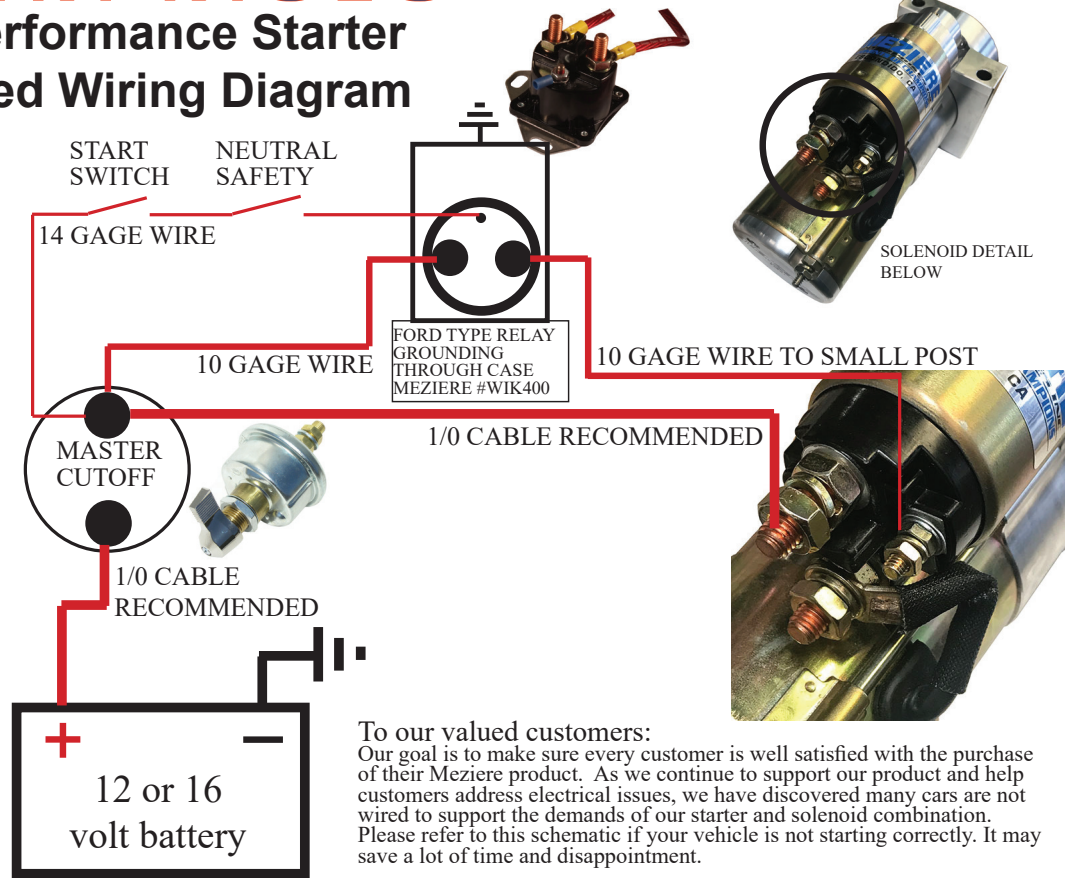 erformance Starter
ed Wiring Diagram
START
SWITCH
NEUTRAL
SAFETY
14 GAGE WIRE
SOLENOID DETAIL
BELOW
FORD TYPE RELAY
GROUNDING
THROUGH CASE
MEZIERE #WIK400
10 GAGE WIRE
10 GAGE WIRE TO SMALL POST
1/0 CABLE RECOMMENDED
MASTER
CUTOFF
CA
1/0 CABLE
RECOMMENDED
+ −
12 or 16
volt battery
To our valued customers:
Our goal is to make sure every customer is well satisfied with the purchase
of their Meziere product. As we continue to support our product and help
customers address electrical issues, we have discovered many cars are not
wired to support the demands of our starter and solenoid combination.
Please refer to this schematic if your vehicle is not starting correctly. It may
save a lot of time and disappointment.